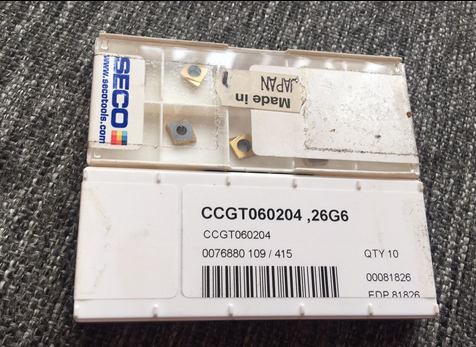 SECO
www.secotools.com
Made in
JAPAN
CCGT060204 ,26G6
CCGT060204
0076880 109 / 415
QTY 10
00081826
EDP 81826